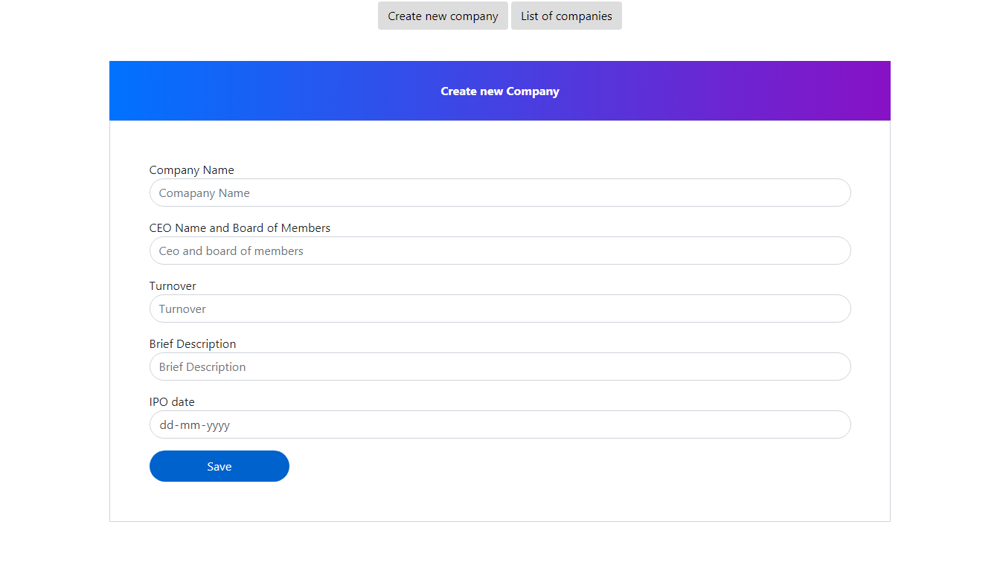 Create new company List of companies
Create new Company
Company Name
Comapany Name
CEO Name and Board of Members
Ceo and board of members
Turnover
Turnover
Brief Description
Brief Description
IPO date
dd-mm-yyyy
Save